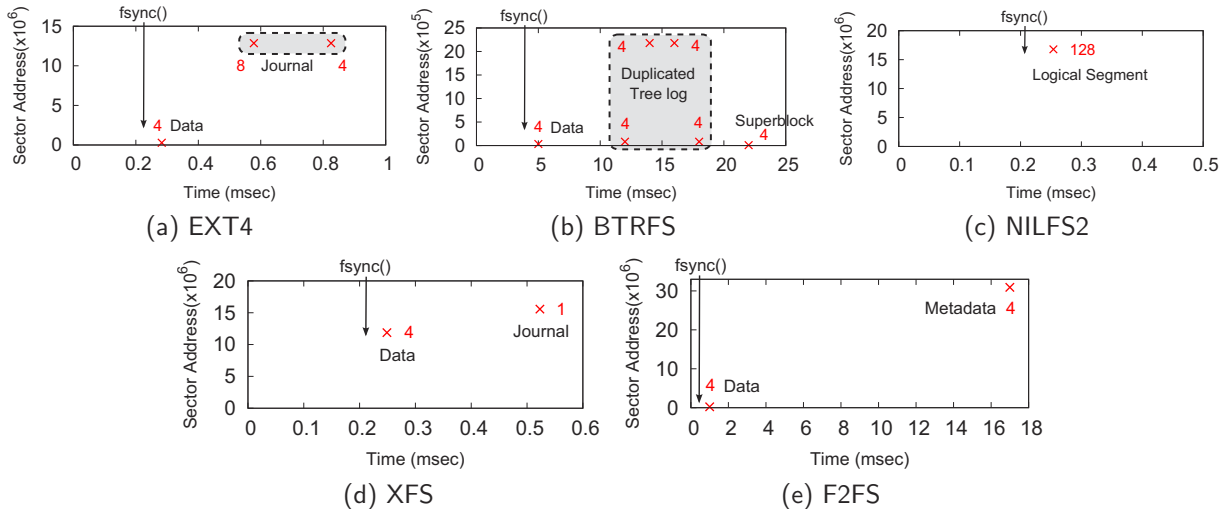 fsync()
Sector Address(x10^6)
15
10
5
0
8
Journal
4
4 Data
0
0.2
0.4
0.6
0.8
1
Time (msec)
(a) EXT4
fsync()
Sector Address(x10^5)
25
20
15
10
5
0
4
4
Duplicated
Tree log
4 Data
4
4
Superblock
4
0
5
10
15
20
25
Time (msec)
(b) BTRFS
fsync()
Sector Address(x10^6)
20
15
10
5
0
128
Logical Segment
0
0.1
0.2
0.3
0.4
0.5
Time (msec)
(c) NILFS2
fsync()
Sector Address(x10^6)
20
15
10
5
0
4
Data
1
Journal
0
0.1
0.2
0.3
0.4
0.5
0.6
Time (msec)
(d) XFS
fsync()
Sector Address(x10^6)
30
20
10
0
Metadata
4
4 Data
0
2
4
6
8
10
12
14
16
18
Time (msec)
(e) F2FS